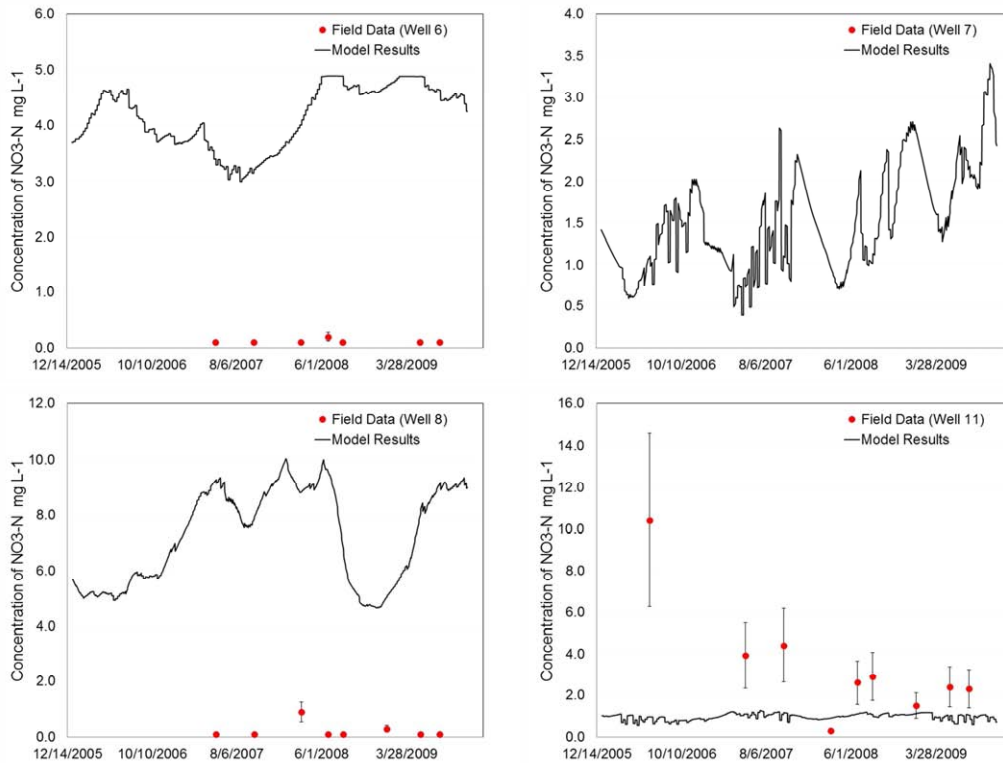 6.0
5.0
4.0
3.0
2.0
1.0
0.0
Concentration of NO3-N mg L-1
Field Data (Well 6)
Model Results
12/14/2005 10/10/2006 8/6/2007 6/1/2008 3/28/2009
4.0
3.5
3.0
2.5
2.0
1.5
1.0
0.5
0.0
Concentration of NO3-N mg L-1
Field Data (Well 7)
Model Results
12/14/2005 10/10/2006 8/6/2007 6/1/2008 3/28/2009
12.0
10.0
8.0
6.0
4.0
2.0
0.0
Concentration of NO3-N mg L-1
Field Data (Well 8)
Model Results
12/14/2005 10/10/2006 8/6/2007 6/1/2008 3/28/2009
16.0
14.0
12.0
10.0
8.0
6.0
4.0
2.0
0.0
Concentration of NO3-N mg L-1
Field Data (Well 11)
Model Results
12/14/2005 10/10/2006 8/6/2007 6/1/2008 3/28/2009